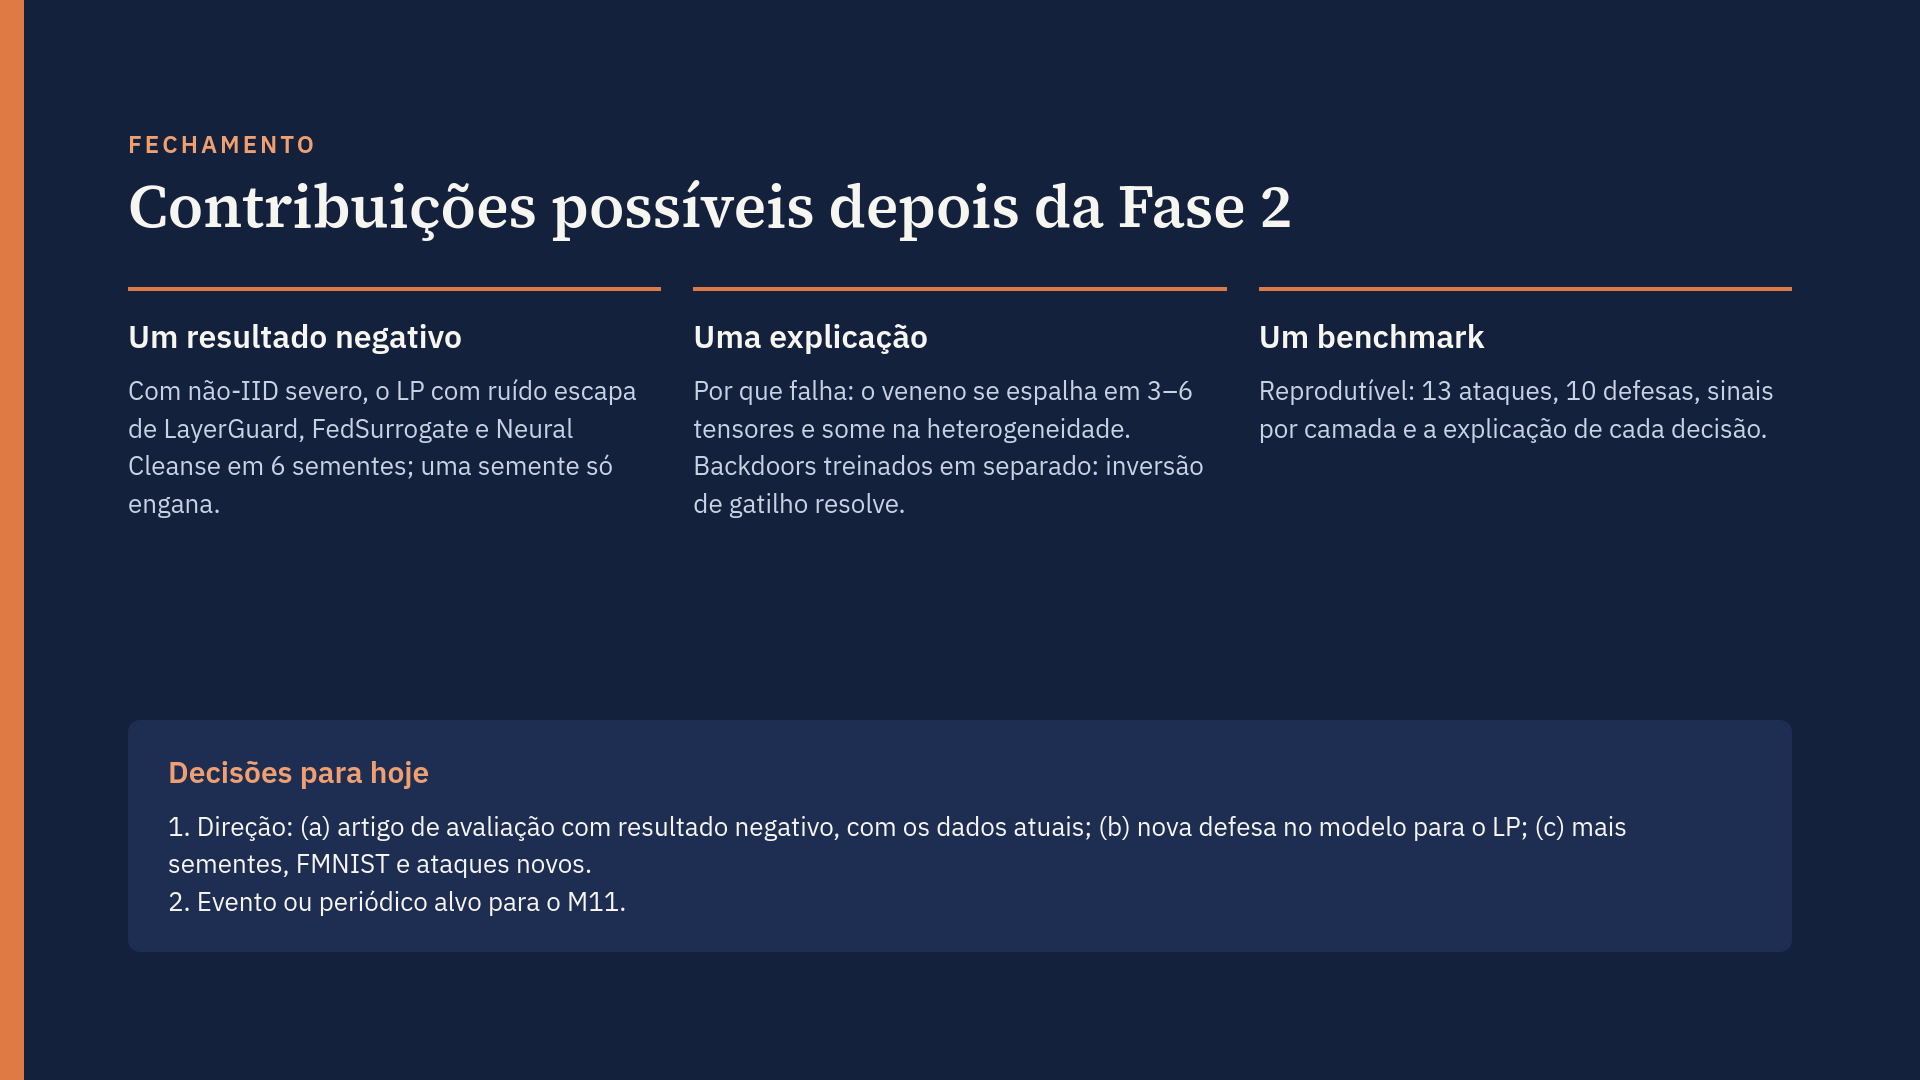 FECHAMENTO
Contribuições possíveis depois da Fase 2
Um resultado negativo
Com não-IID severo, o LP com ruído escapa
de LayerGuard, FedSurrogate e Neural
Cleanse em 6 sementes; uma semente só
engana.
Uma explicação
Por que falha: o veneno se espalha em 3–6
tensores e some na heterogeneidade.
Backdoors treinados em separado: inversão
de gatilho resolve.
Um benchmark
Reprodutível: 13 ataques, 10 defesas, sinais
por camada e a explicação de cada decisão.
Decisões para hoje
1. Direção: (a) artigo de avaliação com resultado negativo, com os dados atuais; (b) nova defesa no modelo para o LP; (c) mais
sementes, FMNIST e ataques novos.
2. Evento ou periódico alvo para o M11.